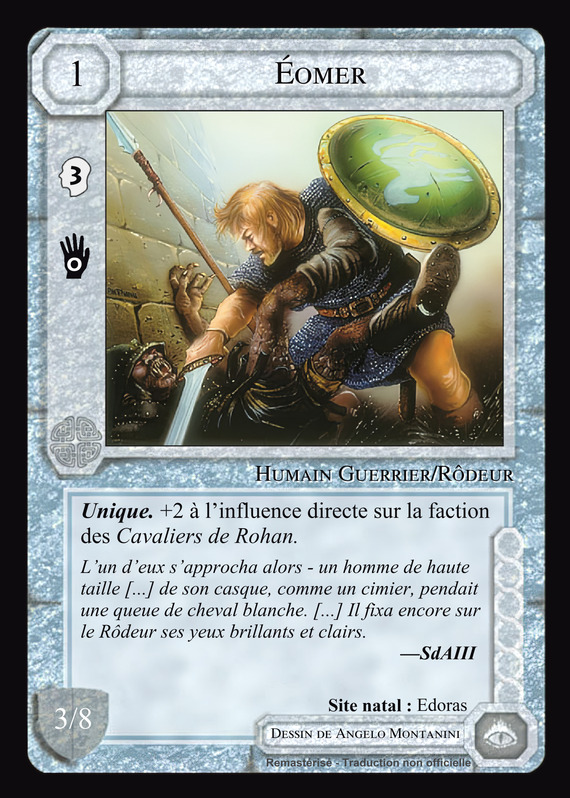 1
ÉOMER
3
HUMAIN GUERRIER/RÔDEUR
Unique. +2 à l'influence directe sur la faction
des Cavaliers de Rohan.
L'un d'eux s'approcha alors - un homme de haute
taille [...] de son casque, comme un cimier, pendait
une queue de cheval blanche. [...] Il fixa encore sur
le Rôdeur ses yeux brillants et clairs.
—SdAIII
Site natal : Edoras
3/8
DESSIN DE ANGELO MONTANINI
Remastérisé - Traduction non officielle